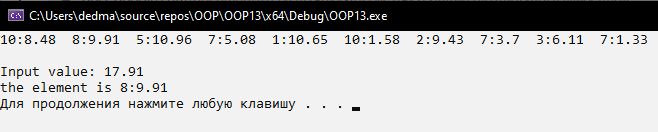 C:\Users\dedma\source\repos\OOP\OOP13\x64\Debug\OOP13.exe
10:8.48 8:9.91 5:10.96 7:5.08 1:10.65 10:1.58 2:9.43 7:3.7 3:6.11 7:1.33
Input value: 17.91
the element is 8:9.91
Для продолжения нажмите любую клавишу . . .